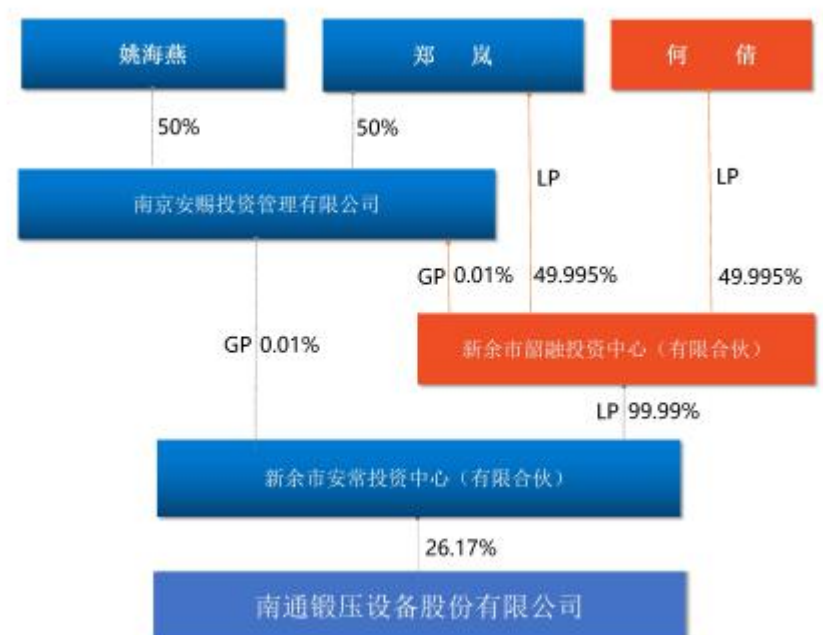 姚海燕
郑 岚
何 倩
50%
50%
LP
LP
南京安赐投资管理有限公司
GP 0.01%
49.995%
49.995%
GP 0.01%
新余市韶融投资中心（有限合伙）
LP 99.99%
新余市安常投资中心（有限合伙）
26.17%
南通锻压设备股份有限公司